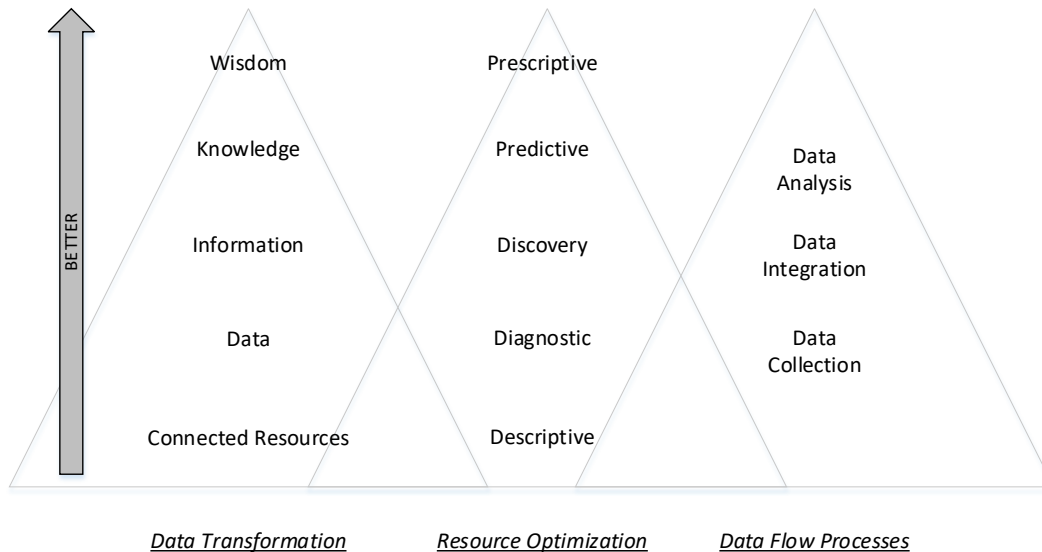 Wisdom
Knowledge
Information
Data
Connected Resources
Prescriptive
Predictive
Discovery
Diagnostic
Descriptive
Data
Analysis
Data
Integration
Data
Collection
BETTER
Data Transformation
Resource Optimization
Data Flow Processes